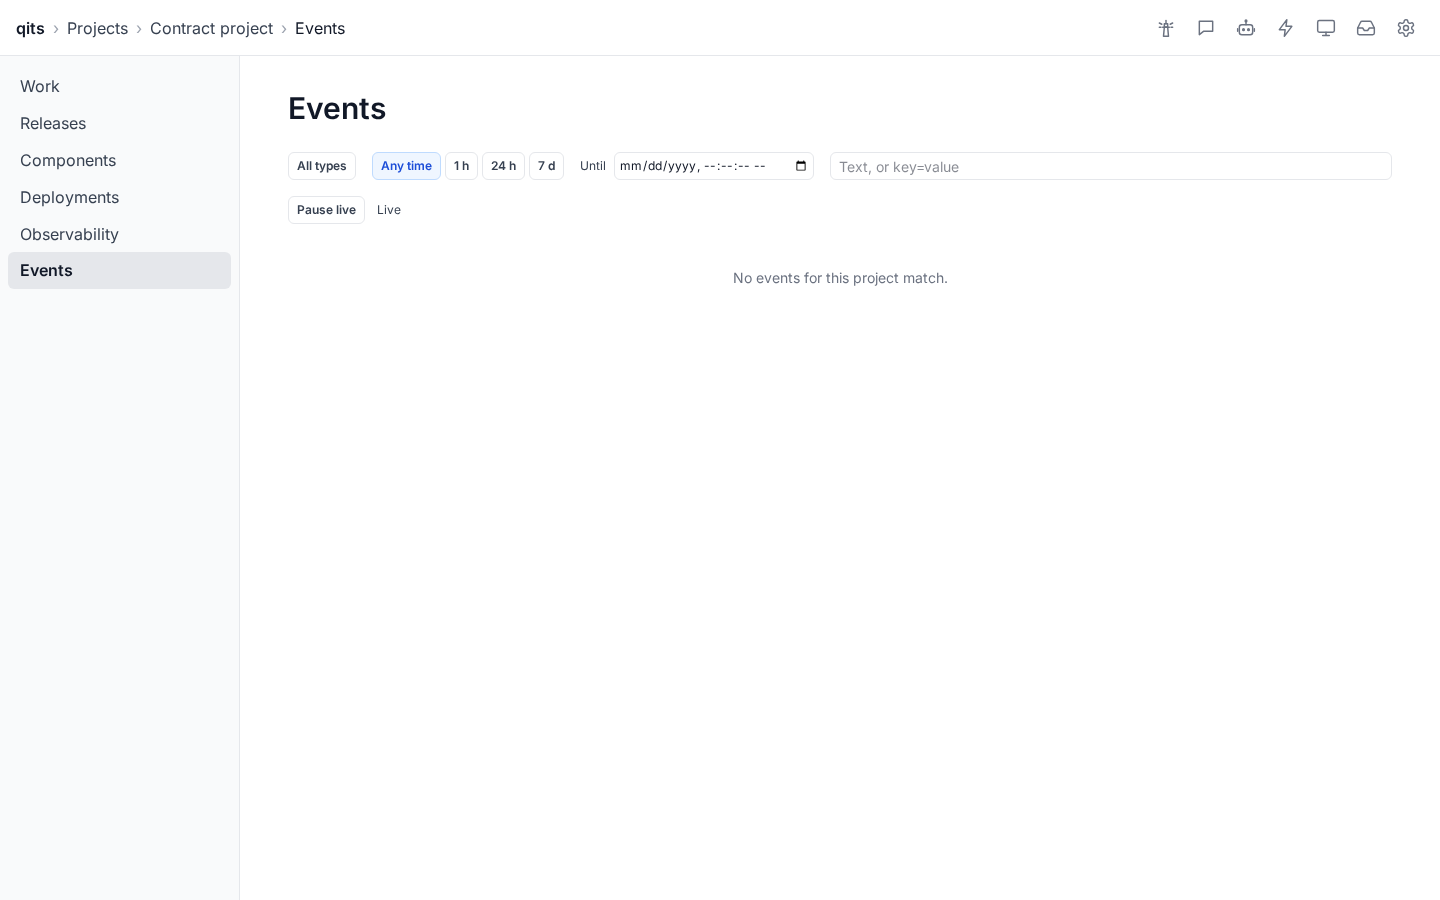 qits › Projects › Contract project › Events
Work
Releases
Components
Deployments
Observability
Events
Events
All types Any time 1 h 24 h 7 d Until mm/dd/yyyy, --:--:-- -- Text, or key=value
Pause live Live
No events for this project match.